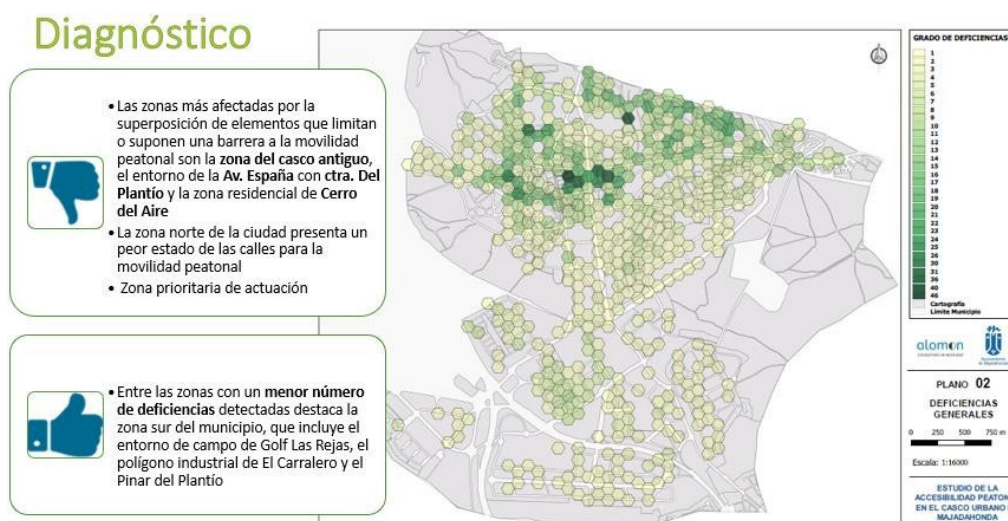 Diagnóstico
• Las zonas más afectadas por la
superposición de elementos que limitan
o suponen una barrera a la movilidad
peatonal son la zona del casco antiguo,
el entorno de la Av. España con ctra. Del
Plantío y la zona residencial de Cerro
del Aire
• La zona norte de la ciudad presenta un
peor estado de las calles para la
movilidad peatonal
• Zona prioritaria de actuación
• Entre las zonas con un menor número
de deficiencias detectadas destaca la
zona sur del municipio, que incluye el
entorno de campo de Golf Las Rejas, el
polígono industrial de El Carralero y el
Pinar del Plantío
GRADO DE DEFICIENCIAS
1
2
3
4
5
6
7
8
9
10
11
12
13
14
15
16
17
18
19
20
21
22
23
24
25
26
30
31
36
40
46
Cartografía
Límite Municipio
alomon
PLANO 02
DEFICIENCIAS
GENERALES
0 250 500 750 m
Escala: 1:16000
ESTUDIO DE LA
ACCESIBILIDAD PEATON
EN EL CASCO URBANO
MAJADAHONDA